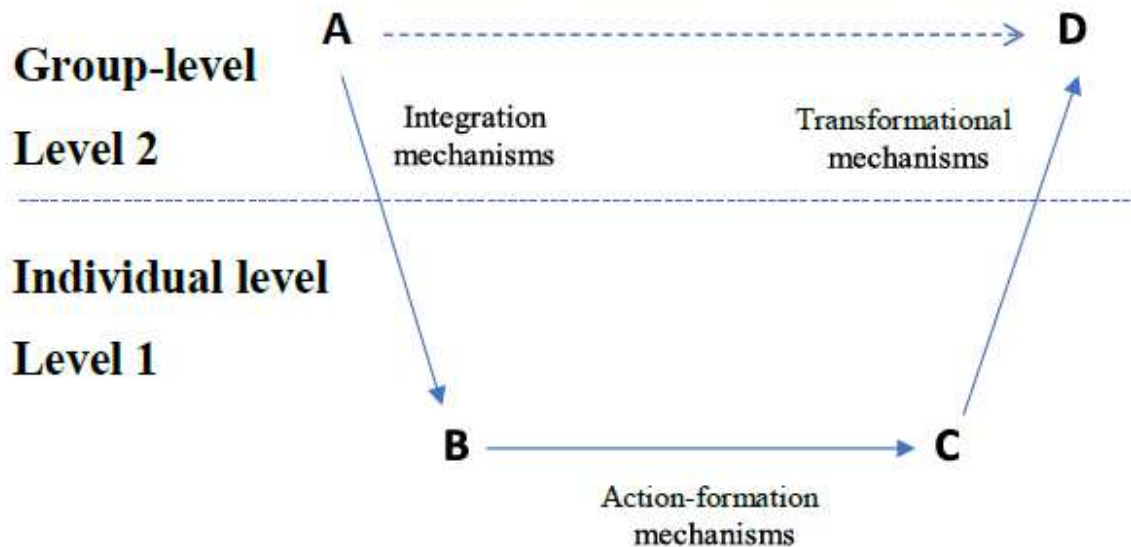 A
D
Group-level
Level 2
Integration
mechanisms
Transformational
mechanisms
Individual level
Level 1
B
C
Action-formation
mechanisms